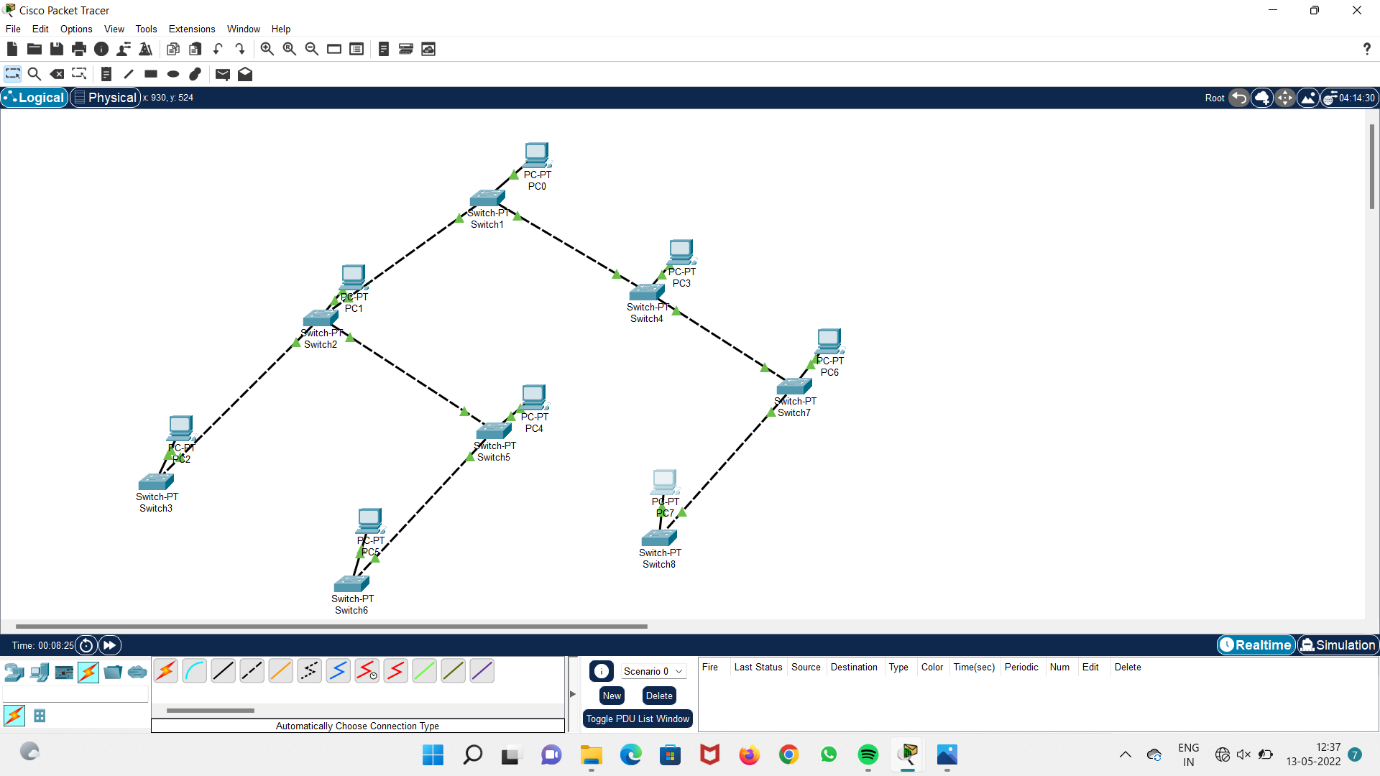 Cisco Packet Tracer
File Edit Options View Tools Extensions Window Help
?
Logical Physical x: 930, y: 524 Root 04:14:30
PC-PT
PC0
Switch-PT
Switch1
PC-PT
PC3
Switch-PT
Switch4
PC-PT
PC1
Switch-PT
Switch2
PC-PT
PC6
Switch-PT
Switch7
PC-PT
PC4
Switch-PT
Switch5
PC-PT
PC2
Switch-PT
Switch3
PC-PT
PC7
Switch-PT
Switch8
PC-PT
PC5
Switch-PT
Switch6
Time: 00:08:25 Realtime Simulation
Scenario 0
New Delete
Toggle PDU List Window
Fire Last Status Source Destination Type Color Time(sec) Periodic Num Edit Delete
Automatically Choose Connection Type
ENG
IN
12:37
13-05-2022
7